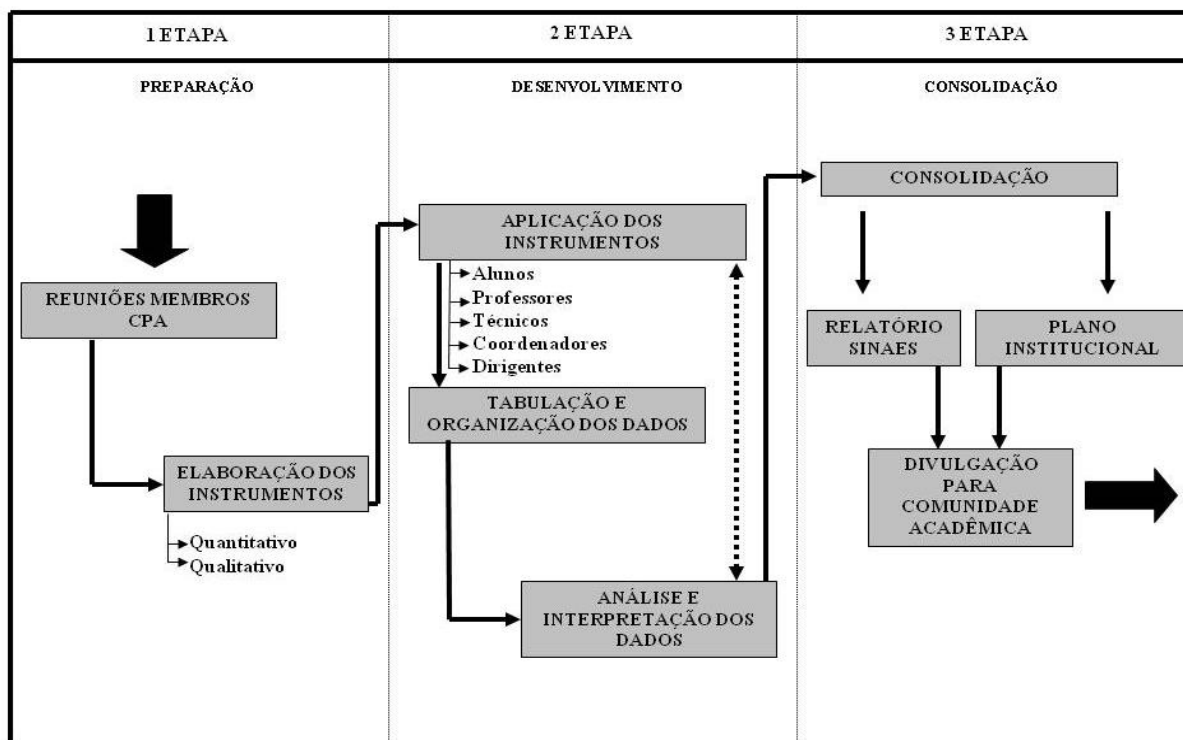 1 ETAPA
2 ETAPA
3 ETAPA
PREPARAÇÃO
DESENVOLVIMENTO
CONSOLIDAÇÃO
REUNIÕES MEMBROS
CPA
ELABORAÇÃO DOS
INSTRUMENTOS
Quantitativo
Qualitativo
APLICAÇÃO DOS
INSTRUMENTOS
Alunos
Professores
Técnicos
Coordenadores
Dirigentes
TABULAÇÃO E
ORGANIZAÇÃO DOS DADOS
ANÁLISE E
INTERPRETAÇÃO DOS
DADOS
CONSOLIDAÇÃO
RELATÓRIO
SINAES
PLANO
INSTITUCIONAL
DIVULGAÇÃO
PARA
COMUNIDADE
ACADÊMICA